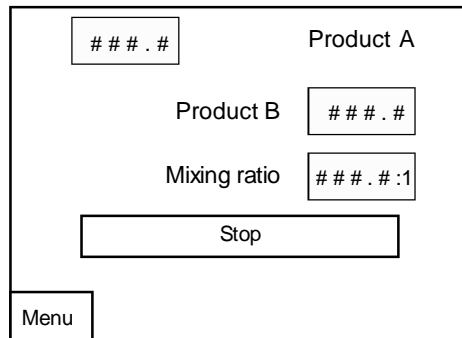 ###.# Product A
Product B ###.#
Mixing ratio ###.#:1
Stop
Menu